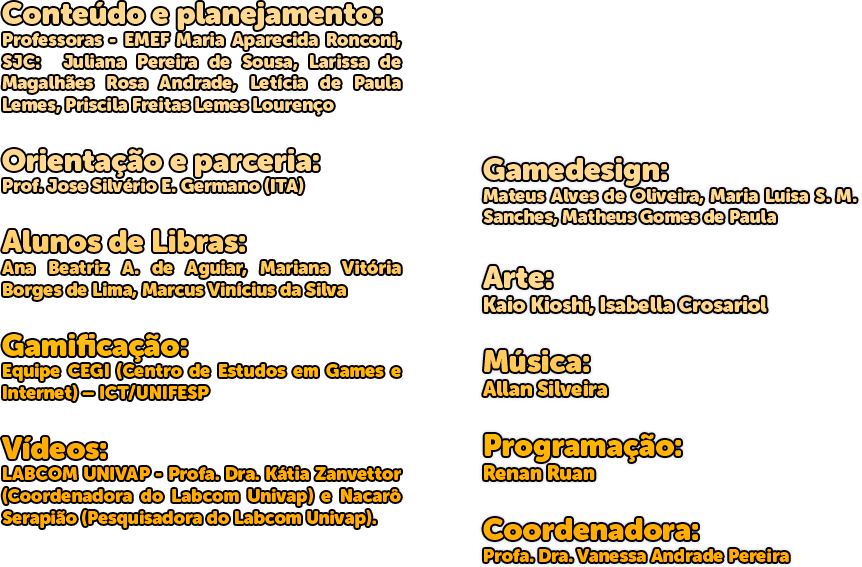 Conteúdo e planejamento:
Professoras - EMEF Maria Aparecida Ronconi,
SJC: Juliana Pereira de Sousa, Larissa de
Magalhães Rosa Andrade, Letícia de Paula
Lemes, Priscila Freitas Lemes Lourenço
Orientação e parceria:
Prof. Jose Silvério E. Germano (ITA)
Alunos de Libras:
Ana Beatriz A. de Aguiar, Mariana Vitória
Borges de Lima, Marcus Vinícius da Silva
Gamificação:
Equipe CEGI (Centro de Estudos em Games e
Internet) – ICT/UNIFESP
Vídeos:
LABCOM UNIVAP - Profa. Dra. Kátia Zanvettor
(Coordenadora do Labcom Univap) e Nacarô
Serapião (Pesquisadora do Labcom Univap).
Gamedesign:
Mateus Alves de Oliveira, Maria Luisa S. M.
Sanches, Matheus Gomes de Paula
Arte:
Kaio Kioshi, Isabella Crosariol
Música:
Allan Silveira
Programação:
Renan Ruan
Coordenadora:
Profa. Dra. Vanessa Andrade Pereira